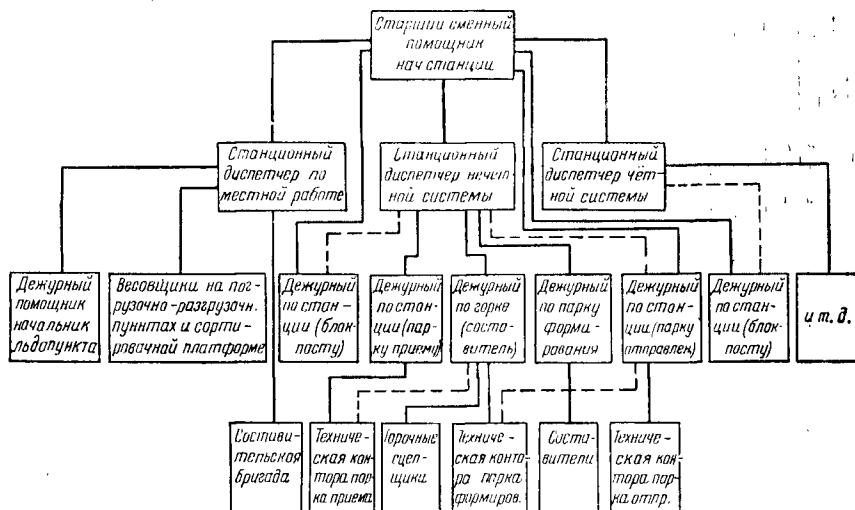 Старший сменный
помощник
нач станции
Станционный
диспетчер по
местной работе
Станционный
диспетчер нечёт-
ной системы
Станционный
диспетчер чёт-
ной системы
Дежурный
помощник
начальник
льдопункта
Весовщики на пог-
рузочно-разгрузочн.
пунктах и сорти-
ровочной платформе
Дежурный
по стан-
ции (блок-
посту)
Дежурный
по стан-
ции (пар-
ку приему)
Дежурный
по горке
(соста-
витель)
Дежурный
по парку
форми-
рования
Дежурный
по стан-
ции (парку
отправлен)
Дежурный
по стан-
ции (блок-
посту)
и т. д.
Состави-
тельская
бригада
Техниче-
ская кон-
тора пар-
ка приема
Горочные
сцеп-
щики
Техниче-
ская конто-
ра парка
формиров.
Соста-
вители
Техниче-
ская кон-
тора пар-
ка отпр.